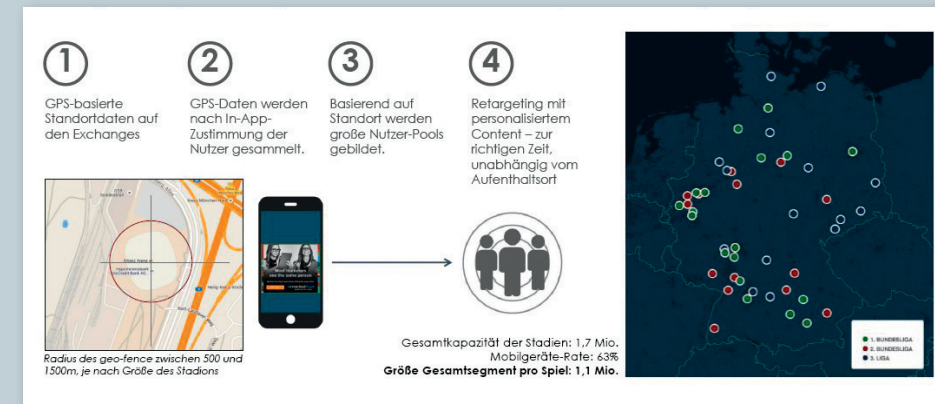 1
GPS-basierte
Standortdaten auf
den Exchanges
2
GPS-Daten werden
nach In-App-
Zustimmung der
Nutzer gesammelt.
3
Basierend auf
Standort werden
große Nutzer-Pools
gebildet.
4
Retargeting mit
personalisiertem
Content – zur
richtigen Zeit,
unabhängig vom
Aufenthaltsort
Radius des geo-fence zwischen 500 und
1500m, je nach Größe des Stadions
Gesamtkapazität der Stadien: 1,7 Mio.
Mobilgeräte-Rate: 63%
Größe Gesamtsegment pro Spiel: 1,1 Mio.
1. BUNDESLIGA
2. BUNDESLIGA
3. LIGA